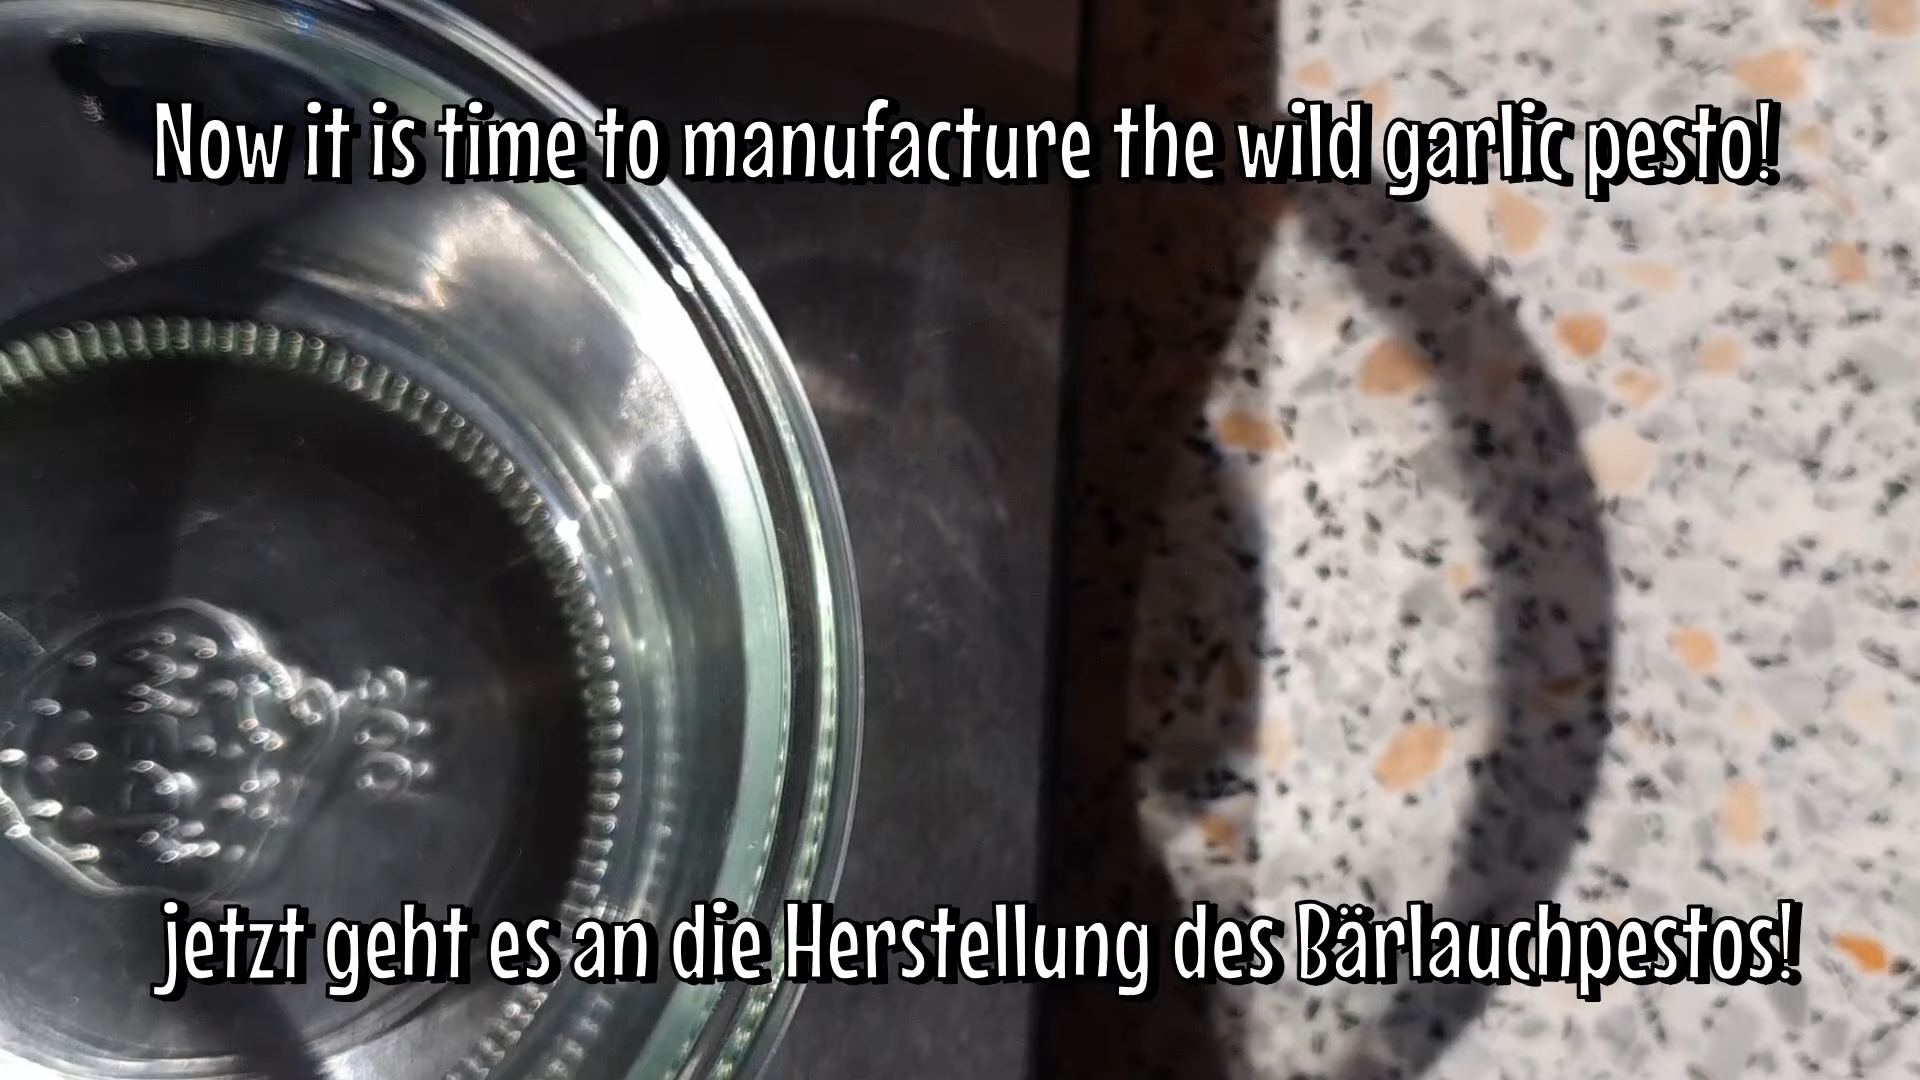 Now it is time to manufacture the wild garlic pesto!
jetzt geht es an die Herstellung des Bärlauchpestos!